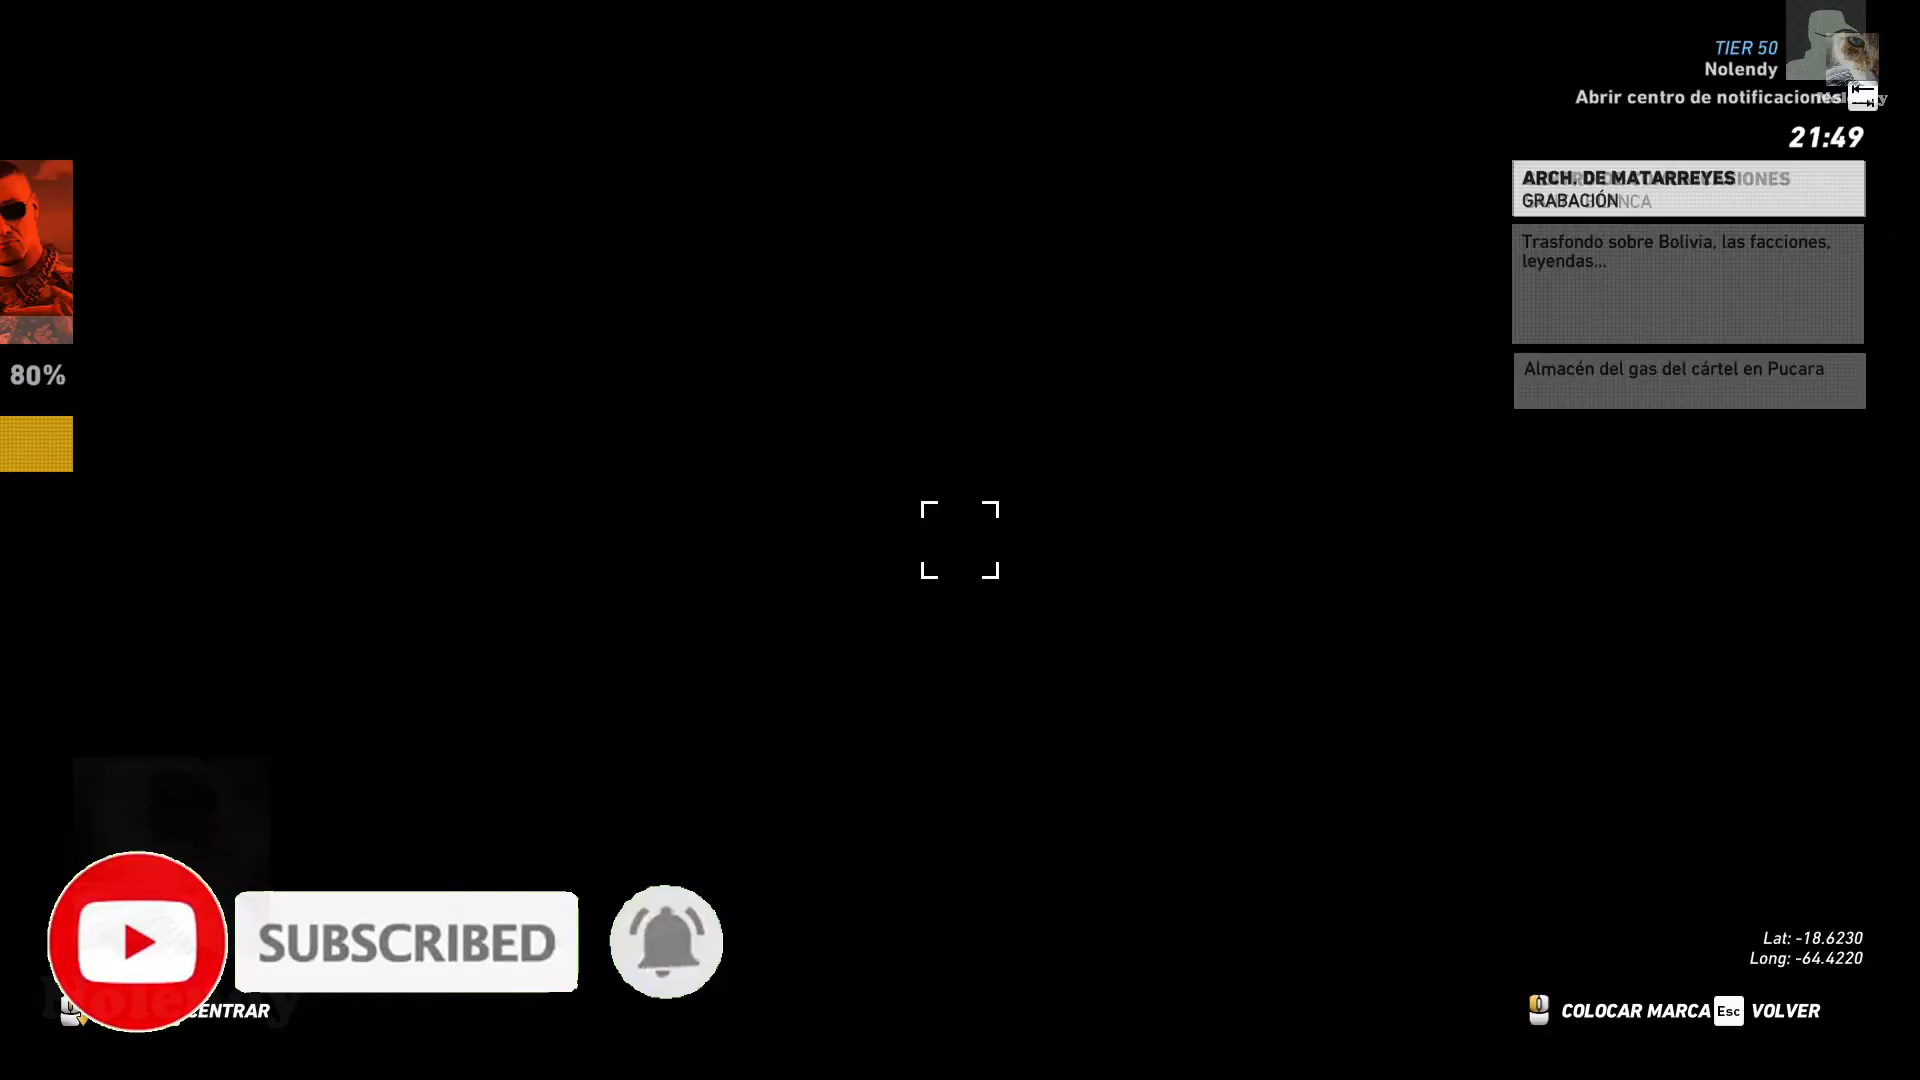 TIER 50
Nolendy
Abrir centro de notificaciones
21:49
ARCH. DE MATARREYES
GRABACIÓN
Trasfondo sobre Bolivia, las facciones,
leyendas...
Almacén del gas del cártel en Pucara
80%
SUBSCRIBED
Lat: -18.6230
Long: -64.4220
CENTRAR
COLOCAR MARCA Esc VOLVER